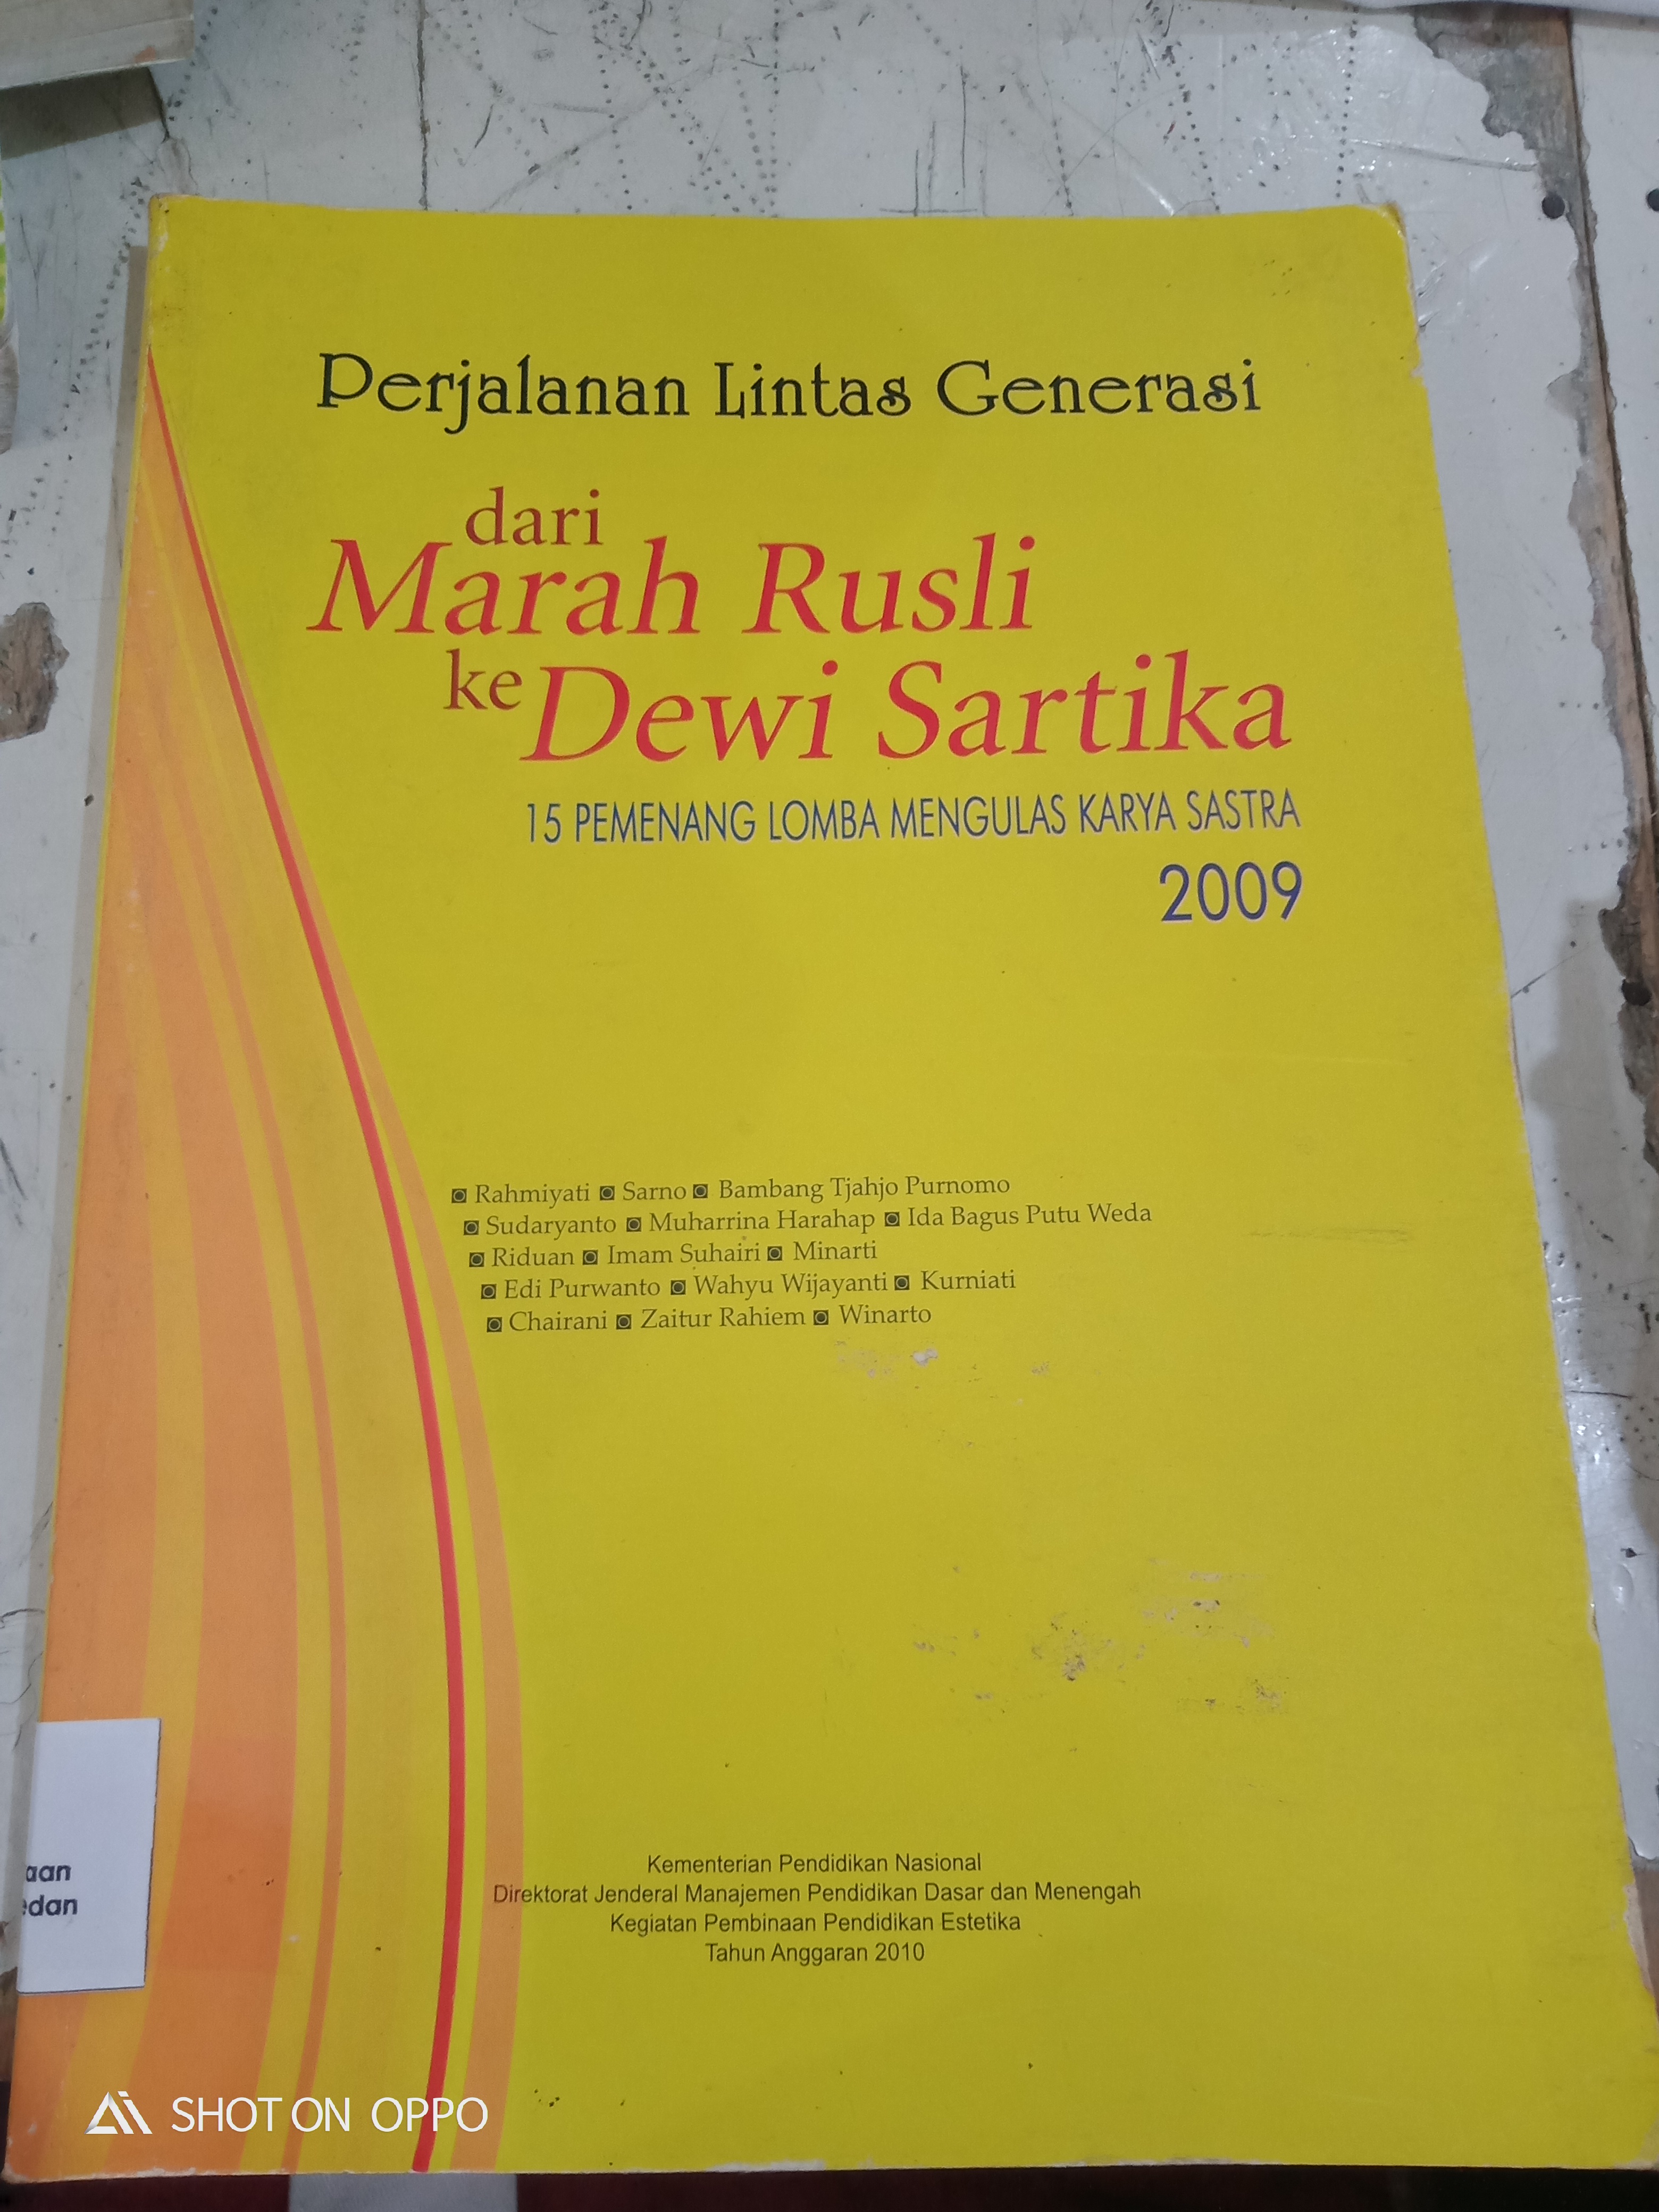 Perjalanan Lintas Generasi
dari
Marah Rusli
ke Dewi Sartika
15 PEMENANG LOMBA MENGULAS KARYA SASTRA
2009
◙ Rahmiyati ◙ Sarno ◙ Bambang Tjahjo Purnomo
◙ Sudaryanto ◙ Muharrina Harahap ◙ Ida Bagus Putu Weda
◙ Riduan ◙ Imam Suhairi ◙ Minarti
◙ Edi Purwanto ◙ Wahyu Wijayanti ◙ Kurniati
◙ Chairani ◙ Zaitur Rahiem ◙ Winarto
Kementerian Pendidikan Nasional
Direktorat Jenderal Manajemen Pendidikan Dasar dan Menengah
Kegiatan Pembinaan Pendidikan Estetika
Tahun Anggaran 2010
SHOT ON OPPO